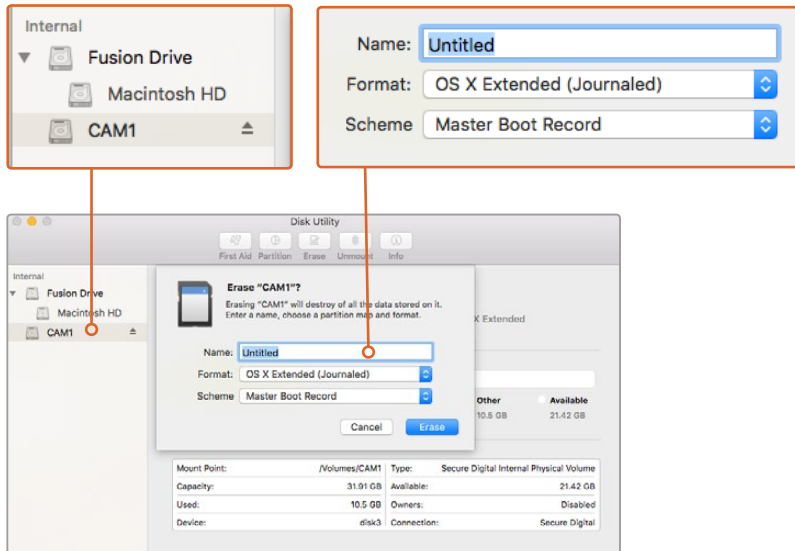 Internal
Fusion Drive
Macintosh HD
CAM1
Name: Untitled
Format: OS X Extended (Journaled)
Scheme Master Boot Record
Disk Utility
First Aid Partition Erase Unmount Info
Internal
Fusion Drive
Macintosh HD
CAM1
Erase "CAM1"?
Erasing "CAM1" will destroy of all the data stored on it.
Enter a name, choose a partition map and format.
X Extended
Name: Untitled
Format: OS X Extended (Journaled)
Scheme Master Boot Record
Other Available
10.5 GB 21.42 GB
Cancel Erase
Mount Point: /Volumes/CAM1 Type: Secure Digital Internal Physical Volume
Capacity: 31.91 GB Available: 21.42 GB
Used: 10.5 GB Owners: Disabled
Device: disk3 Connection: Secure Digital